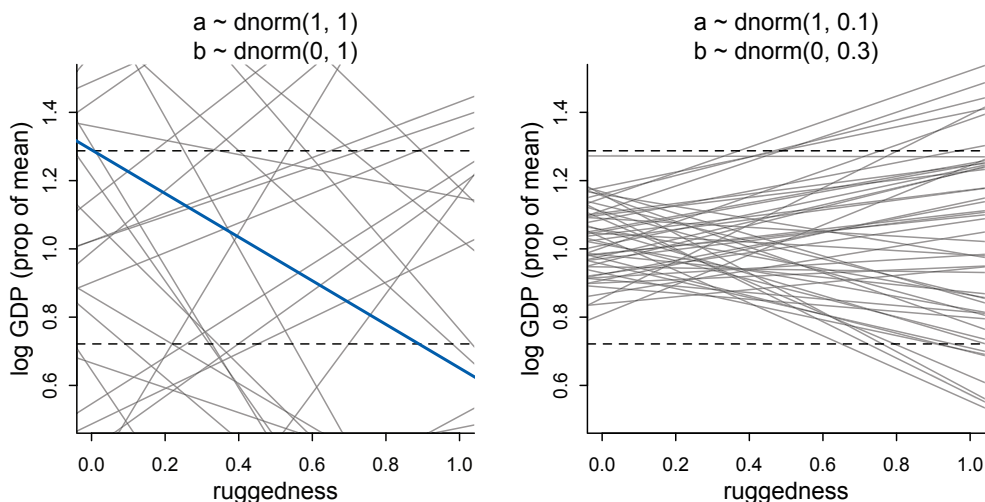 a ~ dnorm(1, 1)
b ~ dnorm(0, 1)
log GDP (prop of mean)
1.4
1.2
1.0
0.8
0.6
0.0 0.2 0.4 0.6 0.8 1.0
ruggedness
a ~ dnorm(1, 0.1)
b ~ dnorm(0, 0.3)
log GDP (prop of mean)
1.4
1.2
1.0
0.8
0.6
0.0 0.2 0.4 0.6 0.8 1.0
ruggedness